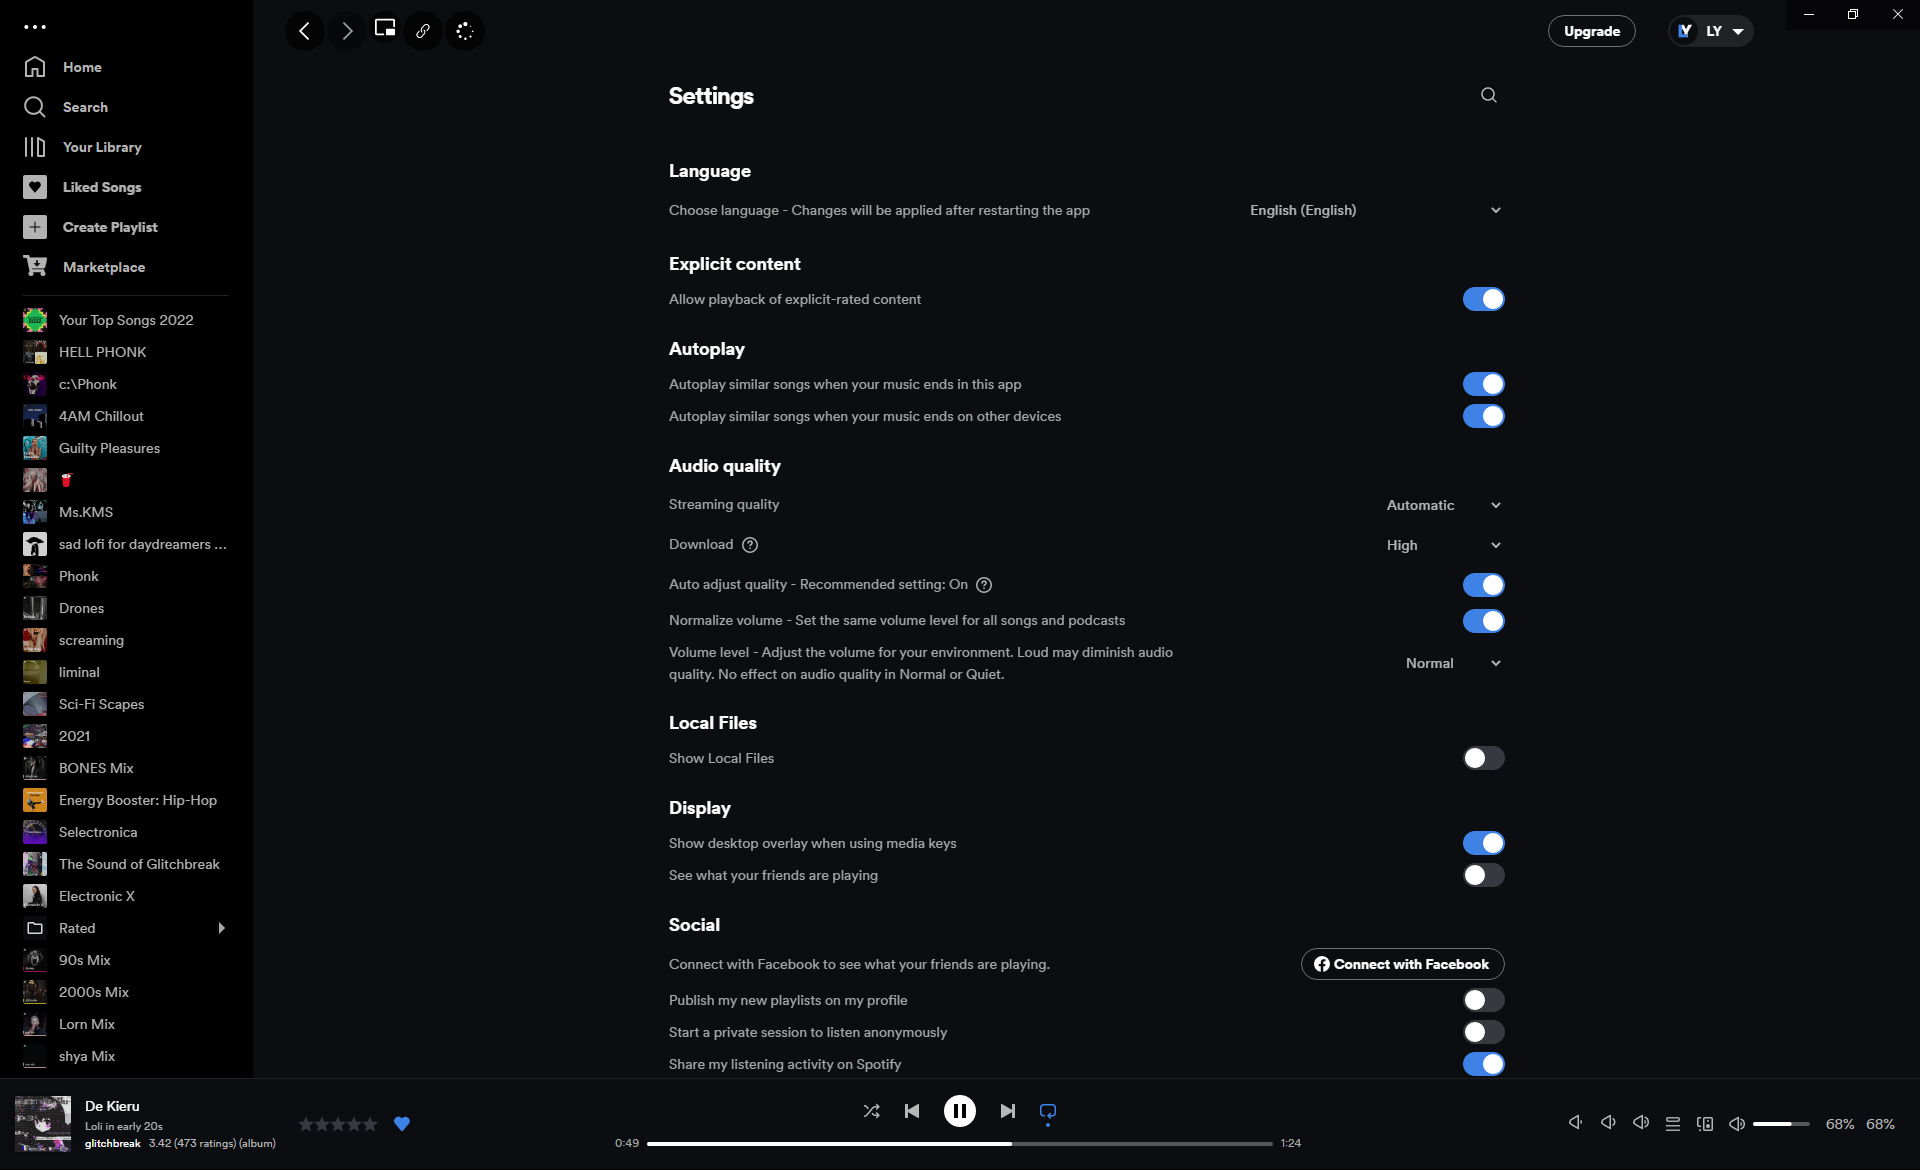 Home
Search
Your Library
Liked Songs
Create Playlist
Marketplace
Your Top Songs 2022
HELL PHONK
c:\Phonk
4AM Chillout
Guilty Pleasures
Ms.KMS
sad lofi for daydreamers ...
Phonk
Drones
screaming
liminal
Sci-Fi Scapes
2021
BONES Mix
Energy Booster: Hip-Hop
Selectronica
The Sound of Glitchbreak
Electronic X
Rated
90s Mix
2000s Mix
Lorn Mix
shya Mix
Upgrade
LY
Settings
Language
Choose language - Changes will be applied after restarting the app
English (English)
Explicit content
Allow playback of explicit-rated content
Autoplay
Autoplay similar songs when your music ends in this app
Autoplay similar songs when your music ends on other devices
Audio quality
Streaming quality
Automatic
Download
High
Auto adjust quality - Recommended setting: On
Normalize volume - Set the same volume level for all songs and podcasts
Volume level - Adjust the volume for your environment. Loud may diminish audio
quality. No effect on audio quality in Normal or Quiet.
Normal
Local Files
Show Local Files
Display
Show desktop overlay when using media keys
See what your friends are playing
Social
Connect with Facebook to see what your friends are playing.
Connect with Facebook
Publish my new playlists on my profile
Start a private session to listen anonymously
Share my listening activity on Spotify
De Kieru
Loli in early 20s
glitchbreak 3.42 (473 ratings) (album)
0:49
1:24
68% 68%